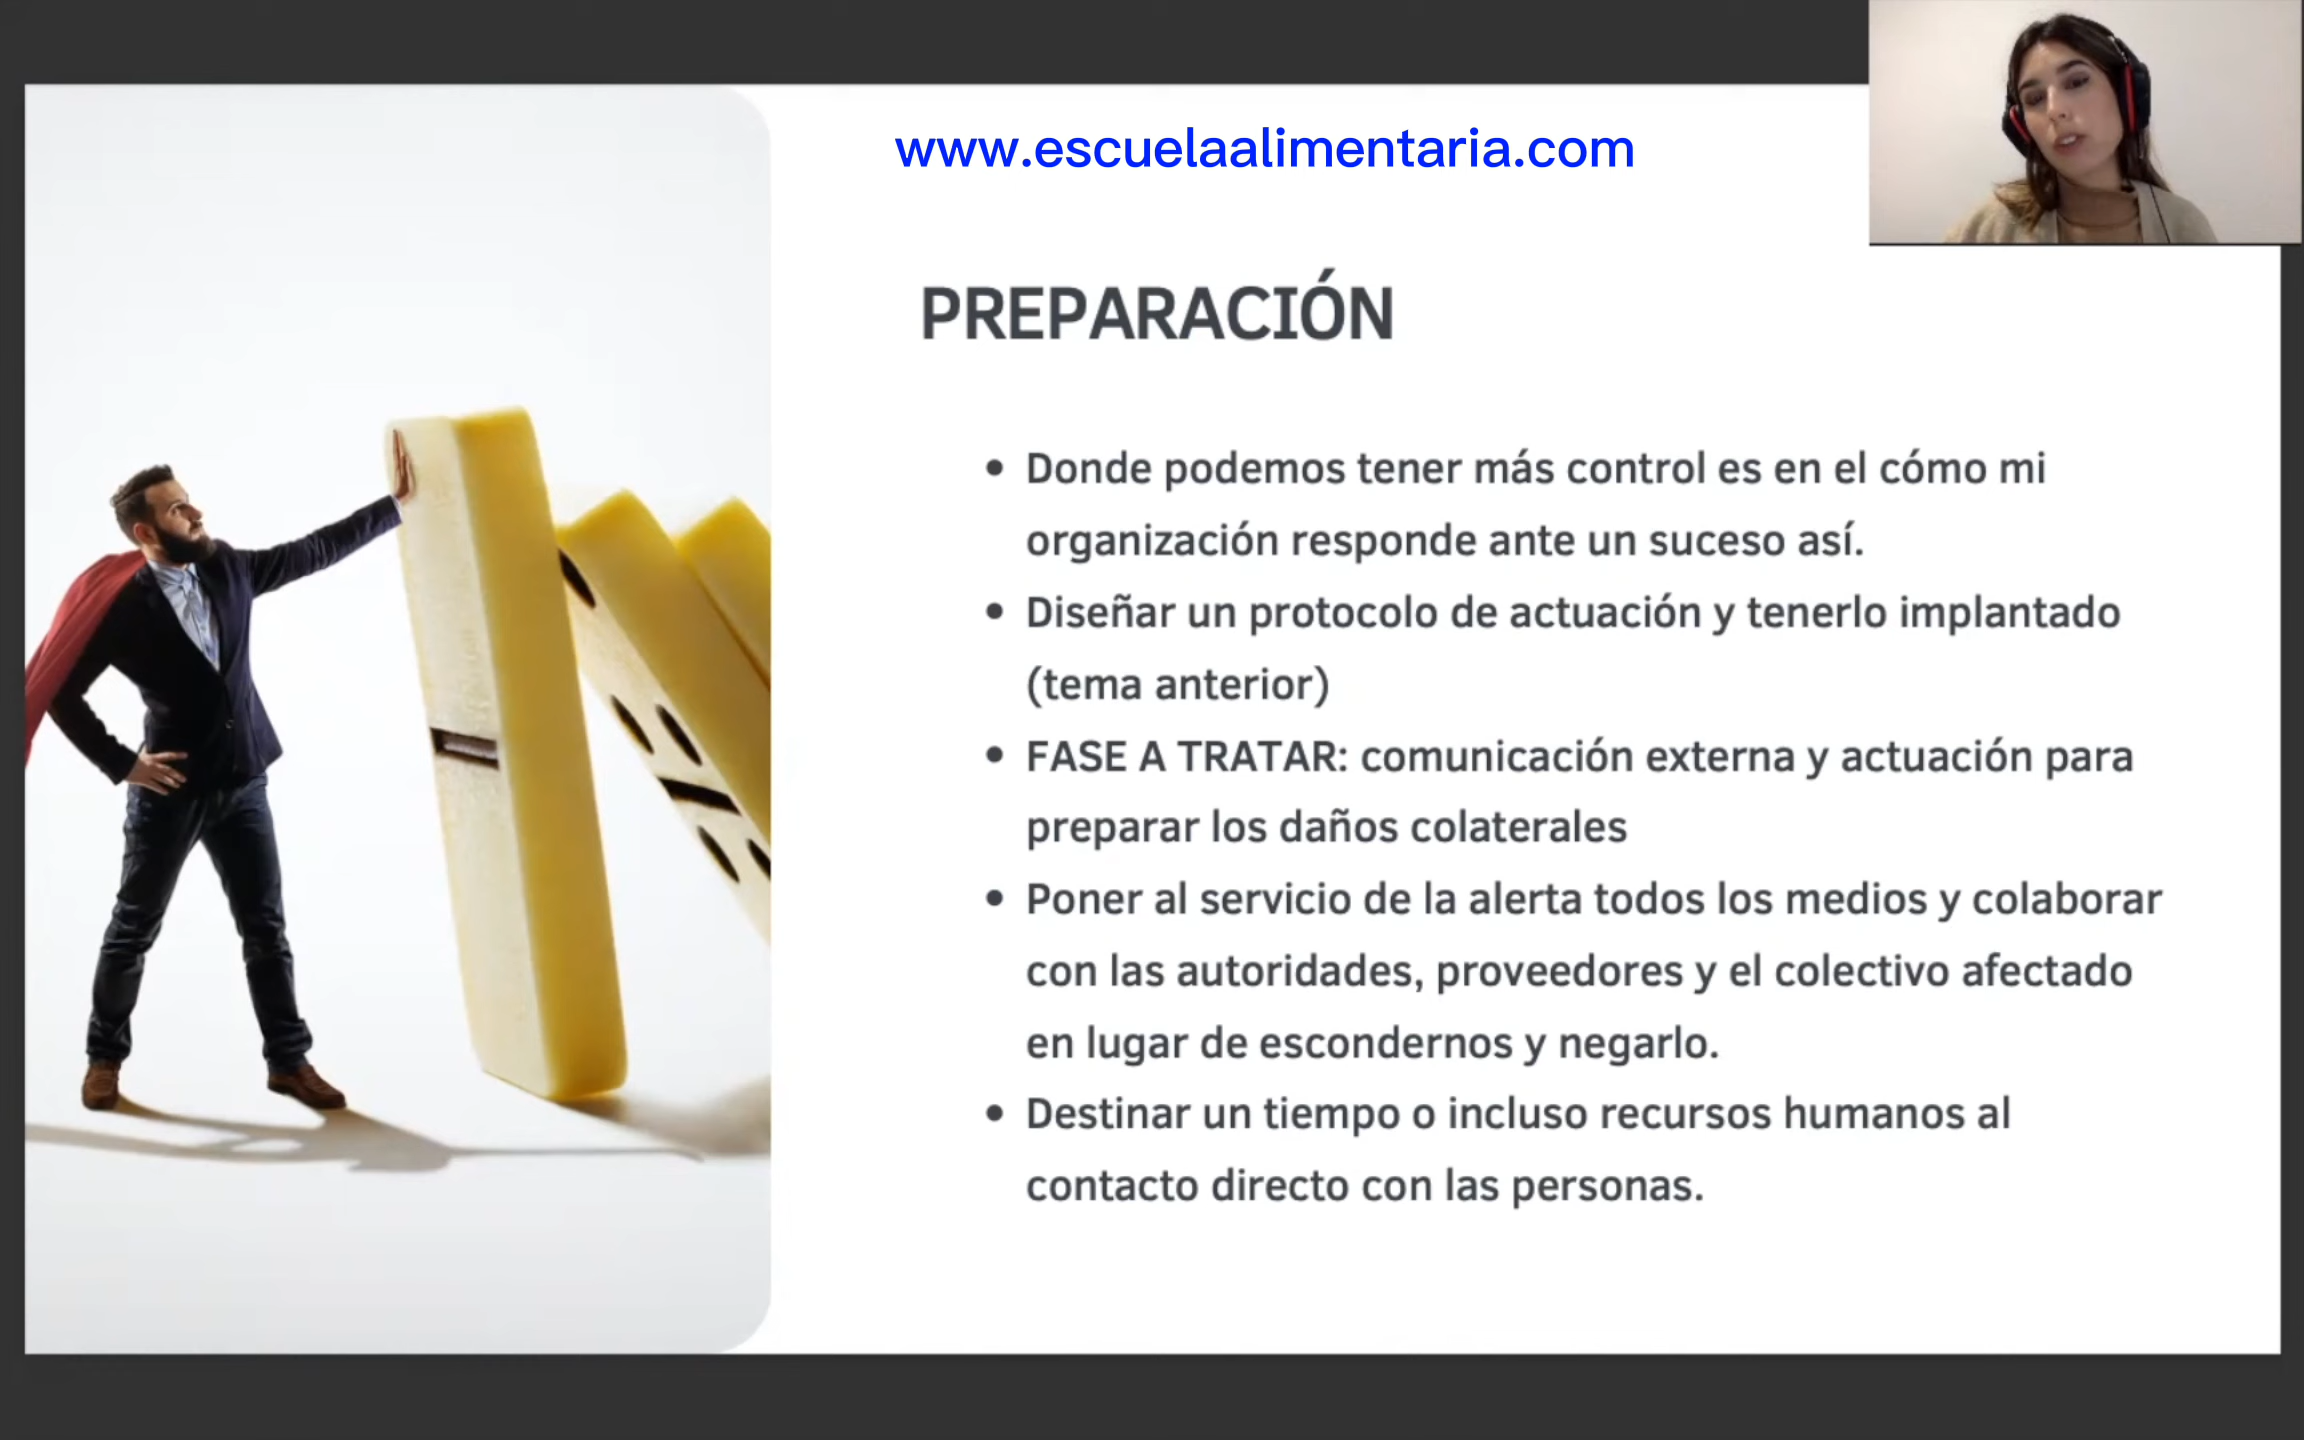 www.escuelaalimentaria.com
PREPARACIÓN
• Donde podemos tener más control es en el cómo mi
organización responde ante un suceso así.
• Diseñar un protocolo de actuación y tenerlo implantado
(tema anterior)
• FASE A TRATAR: comunicación externa y actuación para
preparar los daños colaterales
• Poner al servicio de la alerta todos los medios y colaborar
con las autoridades, proveedores y el colectivo afectado
en lugar de escondernos y negarlo.
• Destinar un tiempo o incluso recursos humanos al
contacto directo con las personas.